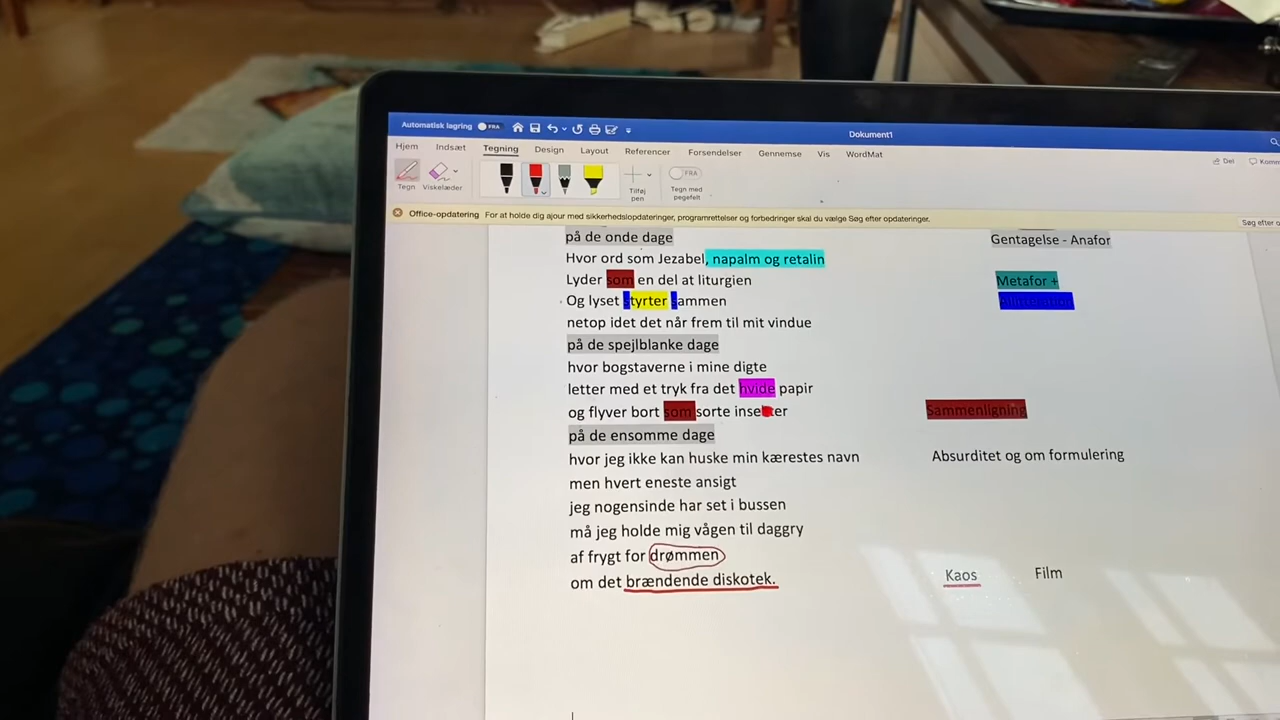 Automatisk lagring FRA Dokument1
Hjem Indsæt Tegning Design Layout Referencer Forsendelser Gennemse Vis WordMat
Del Komm
Tegn Viskelæder Tilføj pen FRA Tegn med pegefelt
Office-opdatering For at holde dig ajour med sikkerhedsopdateringer, programrettelser og forbedringer skal du vælge Søg efter opdateringer. Søg efter o
på de onde dage Gentagelse - Anafor
Hvor ord som Jezabel, napalm og retalin
Lyder som en del at liturgien Metafor +
Og lyset styrter sammen
netop idet det når frem til mit vindue
på de spejlblanke dage
hvor bogstaverne i mine digte
letter med et tryk fra det hvide papir
og flyver bort som sorte insekter Sammenligning
på de ensomme dage
hvor jeg ikke kan huske min kærestes navn Absurditet og om formulering
men hvert eneste ansigt
jeg nogensinde har set i bussen
må jeg holde mig vågen til daggry
af frygt for drømmen
om det brændende diskotek. Kaos Film